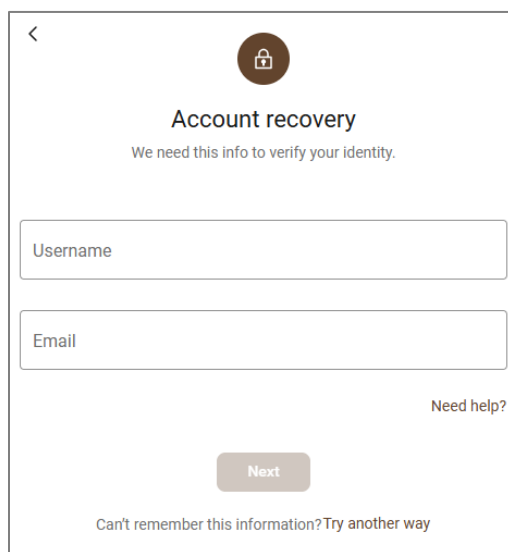 Account recovery
We need this info to verify your identity.
Username
Email
Need help?
Next
Can't remember this information?Try another way